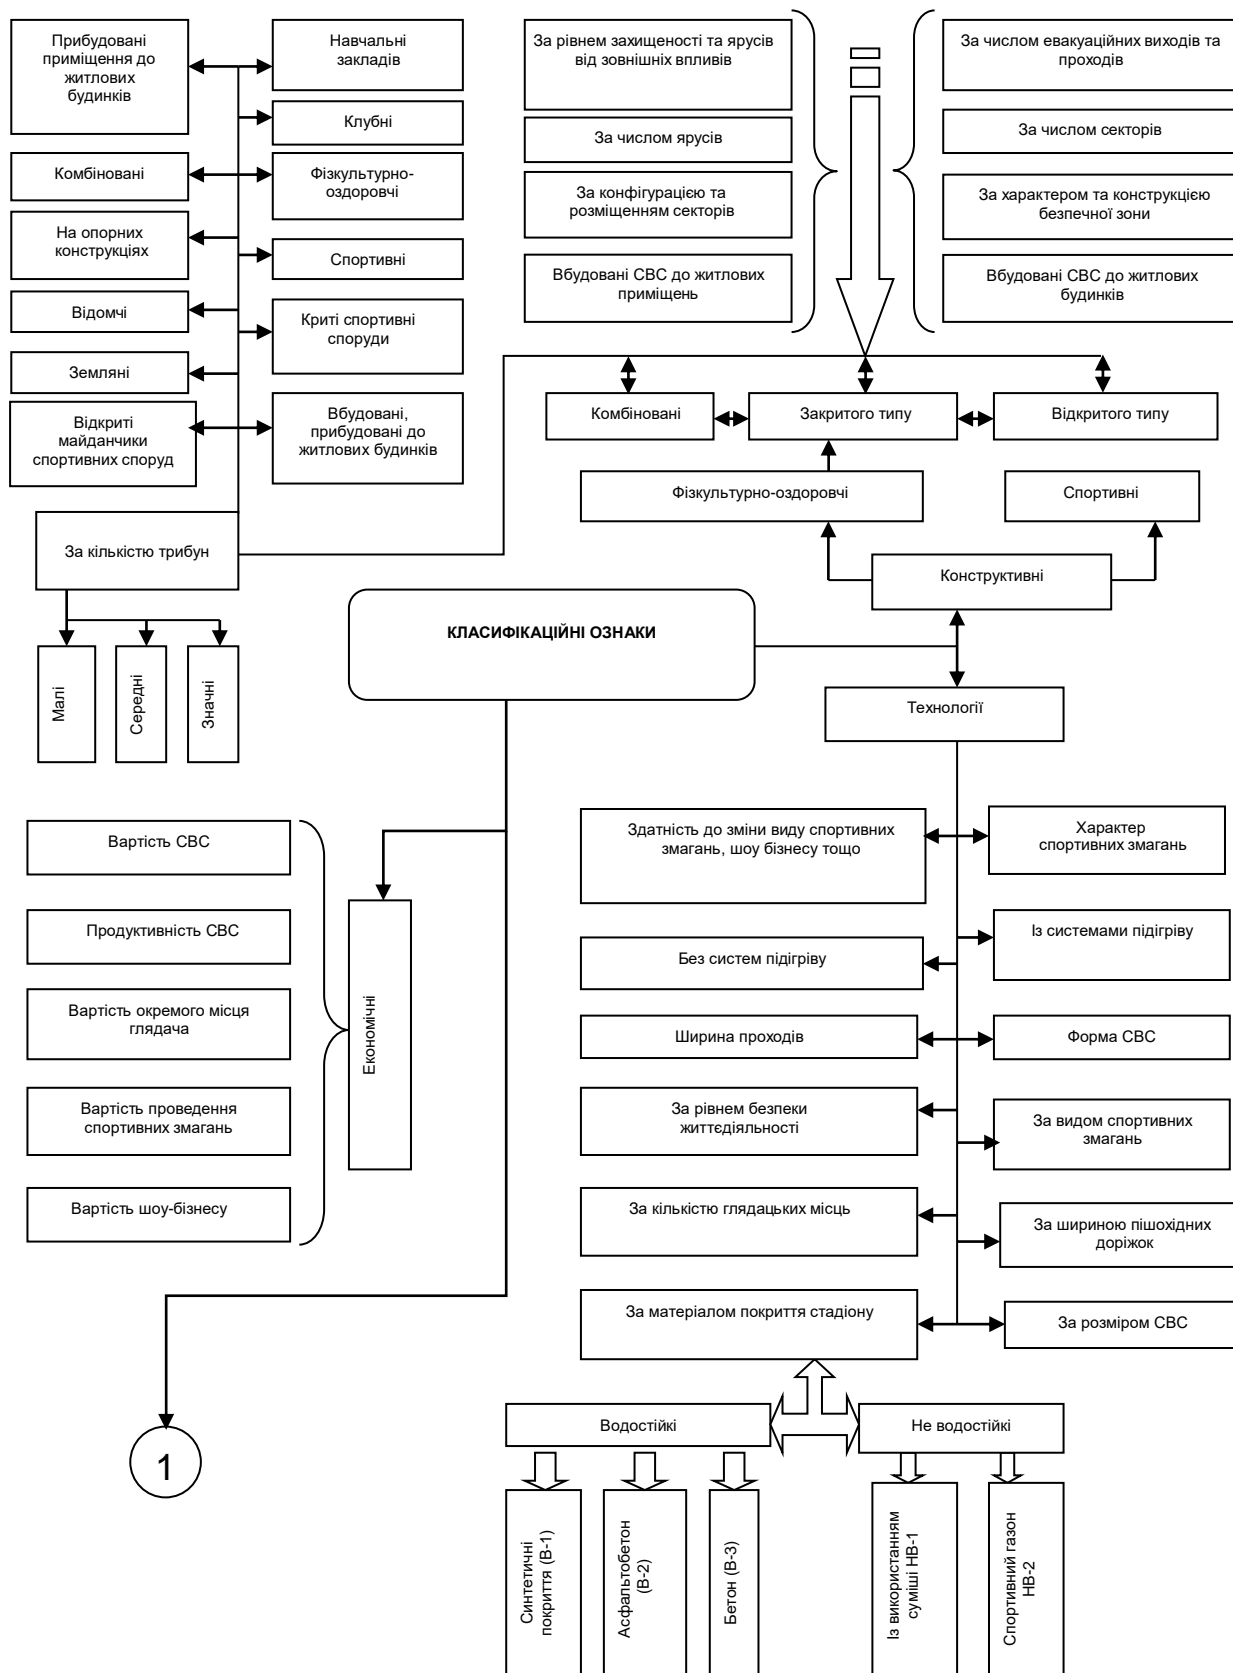 Прибудовані
приміщення до
житлових
будинків
Навчальні
закладів
Клубні
Комбіновані
Фізкультурно-
оздоровчі
На опорних
конструкціях
Спортивні
Відомчі
Криті спортивні
споруди
Земляні
Відкриті
майданчики
спортивних споруд
Вбудовані,
прибудовані до
житлових будинків
За рівнем захищеності та ярусів
від зовнішніх впливів
За числом ярусів
За конфігурацією та
розміщенням секторів
Вбудовані СВС до житлових
приміщень
За числом евакуаційних виходів та
проходів
За числом секторів
За характером та конструкцією
безпечної зони
Вбудовані СВС до житлових
будинків
Комбіновані
Закритого типу
Відкритого типу
Фізкультурно-оздоровчі
Спортивні
За кількістю трибун
Конструктивні
КЛАСИФІКАЦІЙНІ ОЗНАКИ
Малі
Середні
Значні
Технології
Вартість СВС
Продуктивність СВС
Вартість окремого місця
глядача
Вартість проведення
спортивних змагань
Вартість шоу-бізнесу
Економічні
Здатність до зміни виду спортивних
змагань, шоу бізнесу тощо
Характер
спортивних змагань
Із системами підігріву
Без систем підігріву
Ширина проходів
Форма СВС
За рівнем безпеки
життєдіяльності
За видом спортивних
змагань
За кількістю глядацьких місць
За шириною пішохідних
доріжок
За матеріалом покриття стадіону
За розміром СВС
1
Водостійкі
Не водостійкі
Синтетичні
покриття (В-1)
Асфальтобетон
(В-2)
Бетон (В-3)
Із використанням
суміші НВ-1
Спортивний газон
НВ-2